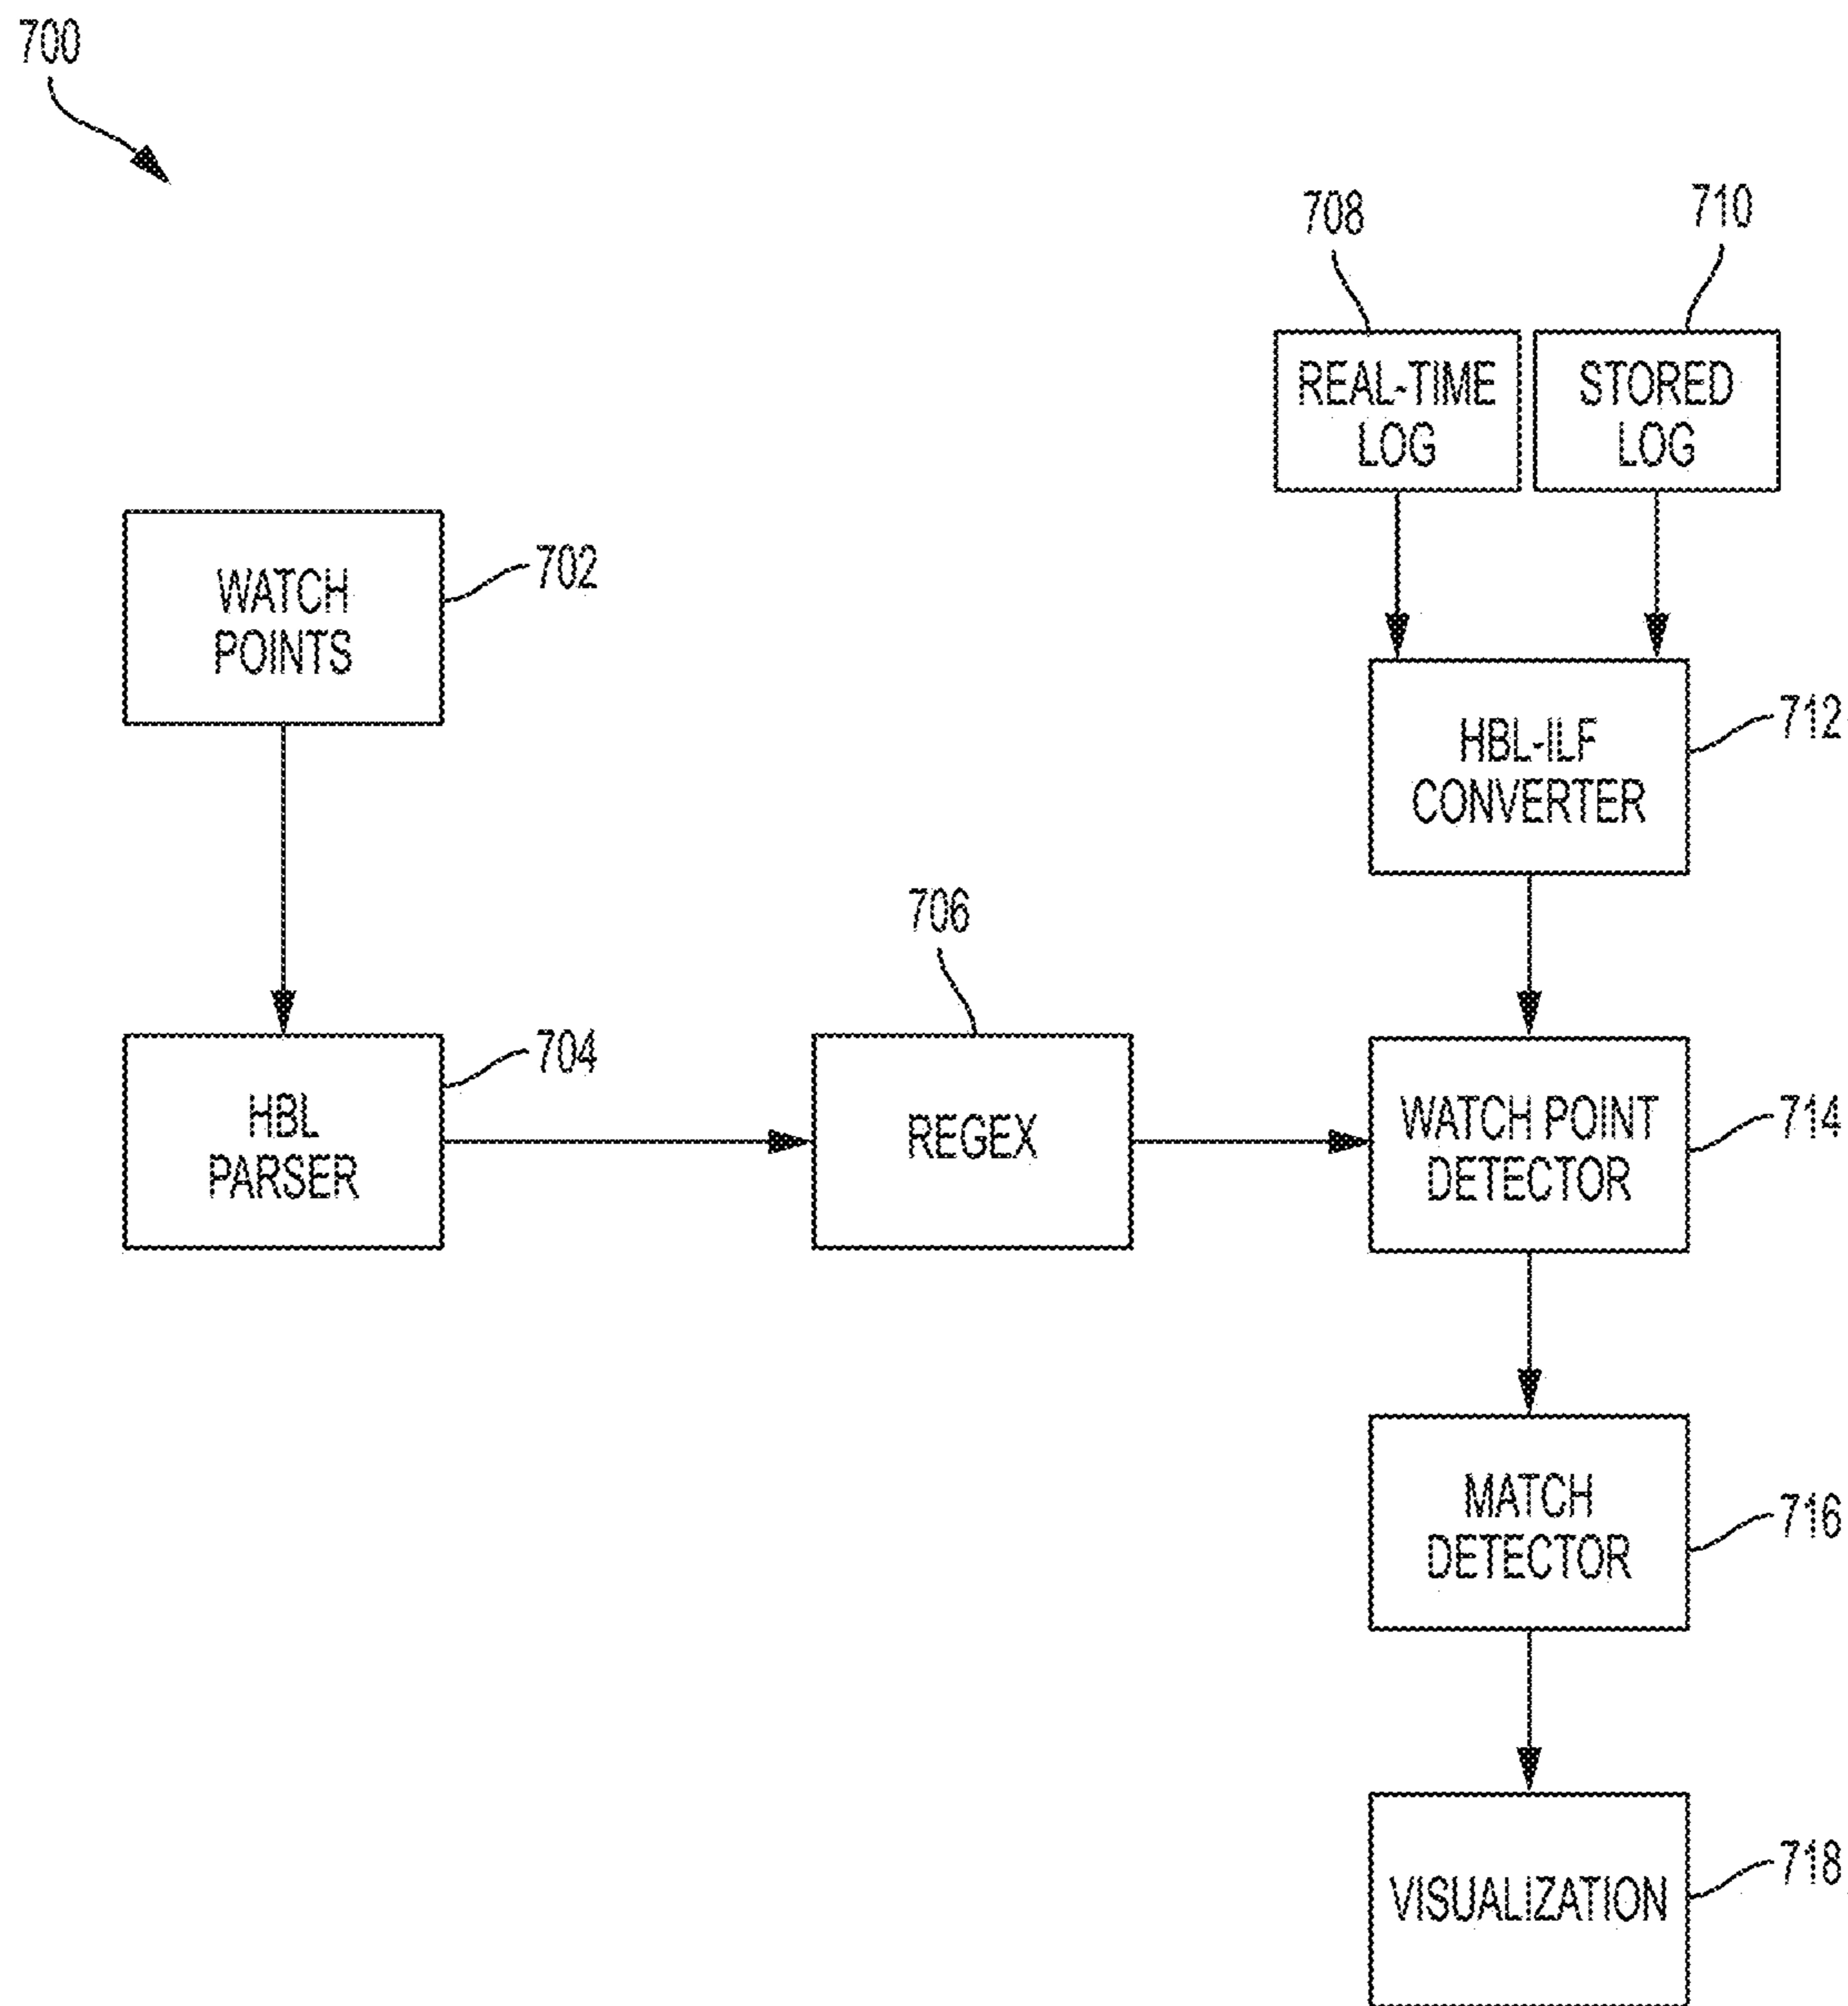 700
708
710
REAL-TIME
LOG
STORED
LOG
WATCH
POINTS
702
HBL-ILF
CONVERTER
712
706
HBL
PARSER
704
REGEX
WATCH POINT
DETECTOR
714
MATCH
DETECTOR
716
VISUALIZATION
718